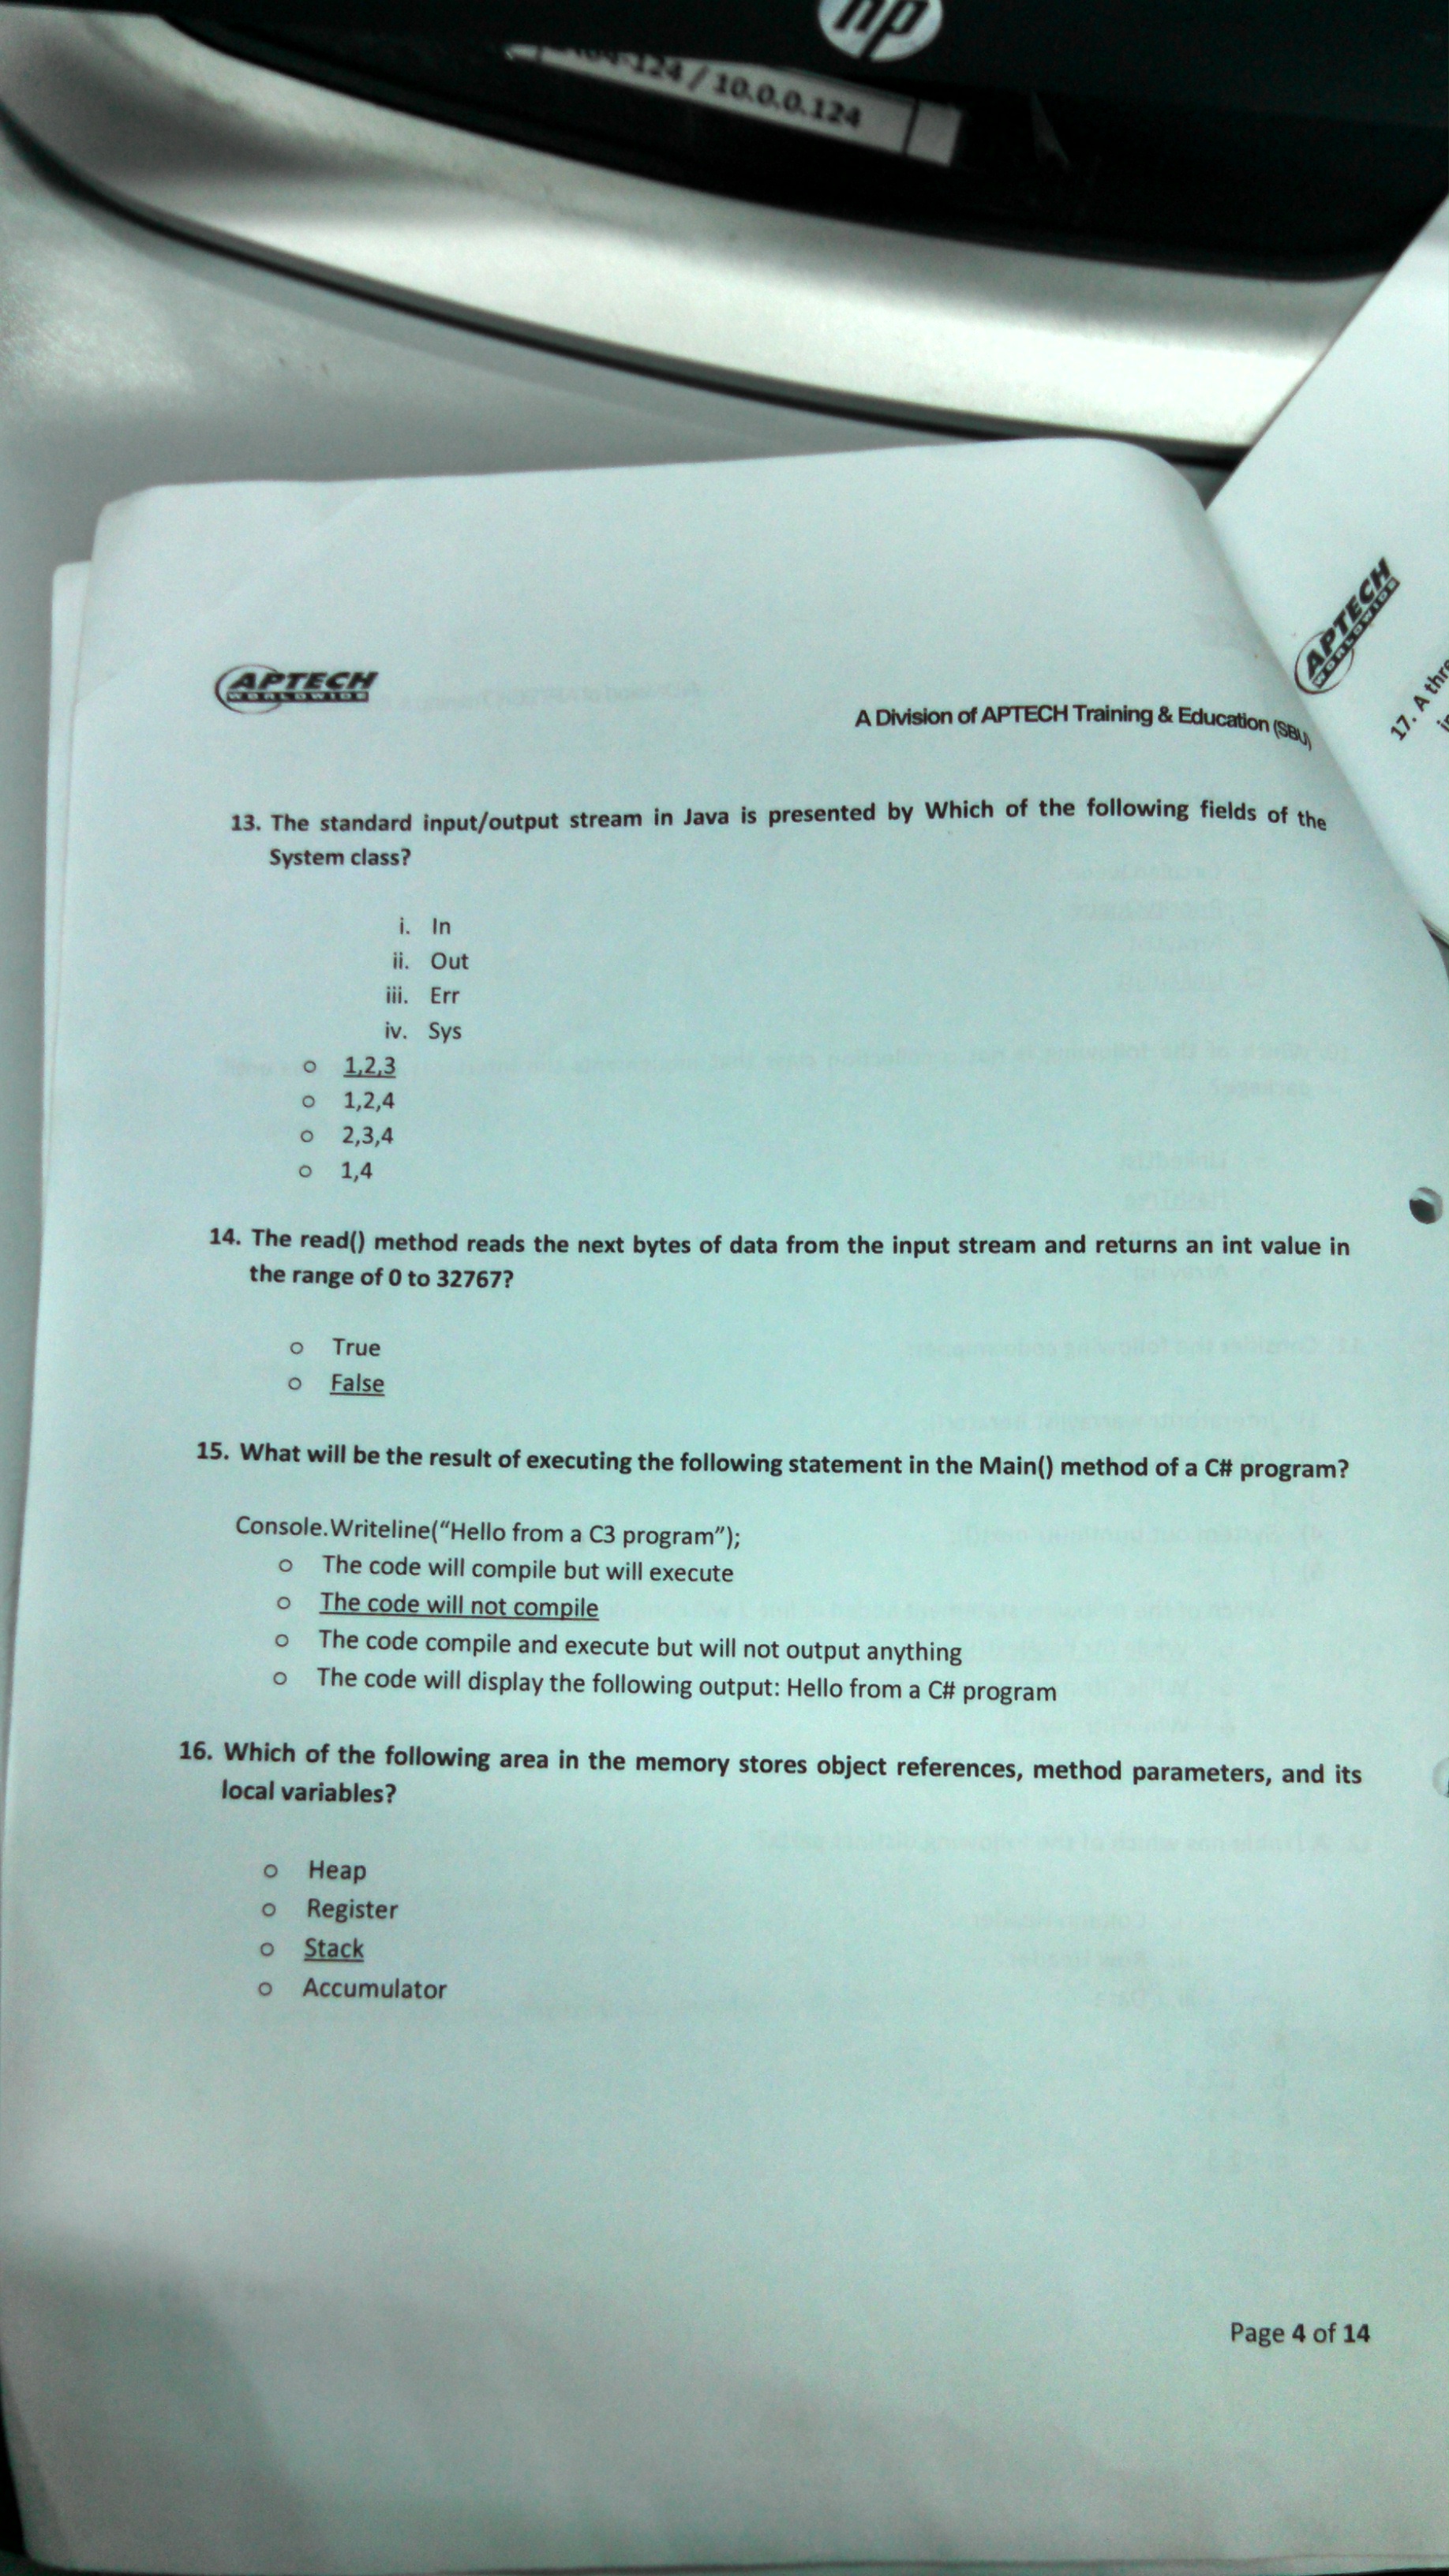 hp
124 / 10.0.0.124
APTECH
WORLDWIDE
APTECH
WORLDWIDE
A Division of APTECH Training & Education (SBU)
17. A
13. The standard input/output stream in Java is presented by Which of the following fields of the
System class?
i. In
ii. Out
iii. Err
iv. Sys
o 1,2,3
o 1,2,4
o 2,3,4
o 1,4
14. The read() method reads the next bytes of data from the input stream and returns an int value in
the range of 0 to 32767?
o True
o False
15. What will be the result of executing the following statement in the Main() method of a C# program?
Console.Writeline(“Hello from a C3 program”);
o The code will compile but will execute
o The code will not compile
o The code compile and execute but will not output anything
o The code will display the following output: Hello from a C# program
16. Which of the following area in the memory stores object references, method parameters, and its
local variables?
o Heap
o Register
o Stack
o Accumulator
Page 4 of 14